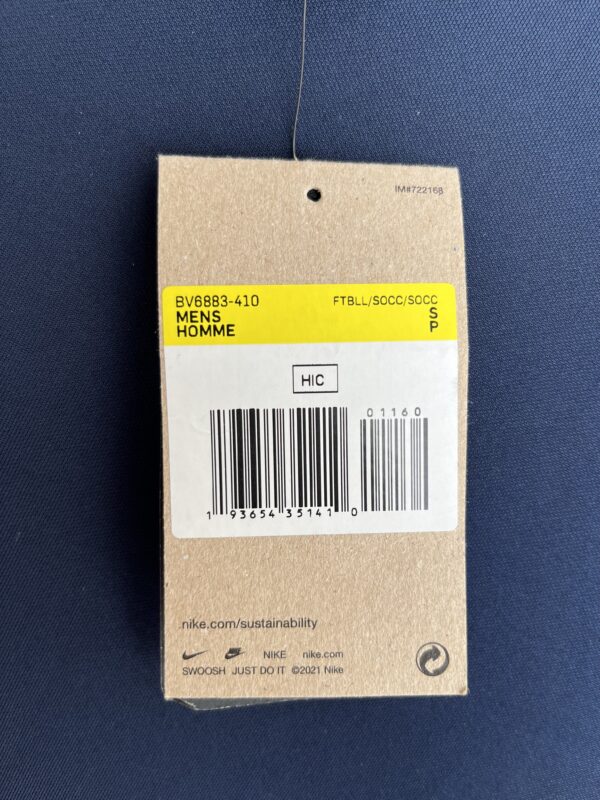 IM#722168
BV6883-410 FTBLL/SOCC/SOCC
MENS S
HOMME P
HIC
01160
1 93654 35141 0
nike.com/sustainability
NIKE nike.com
SWOOSH JUST DO IT ©2021 Nike